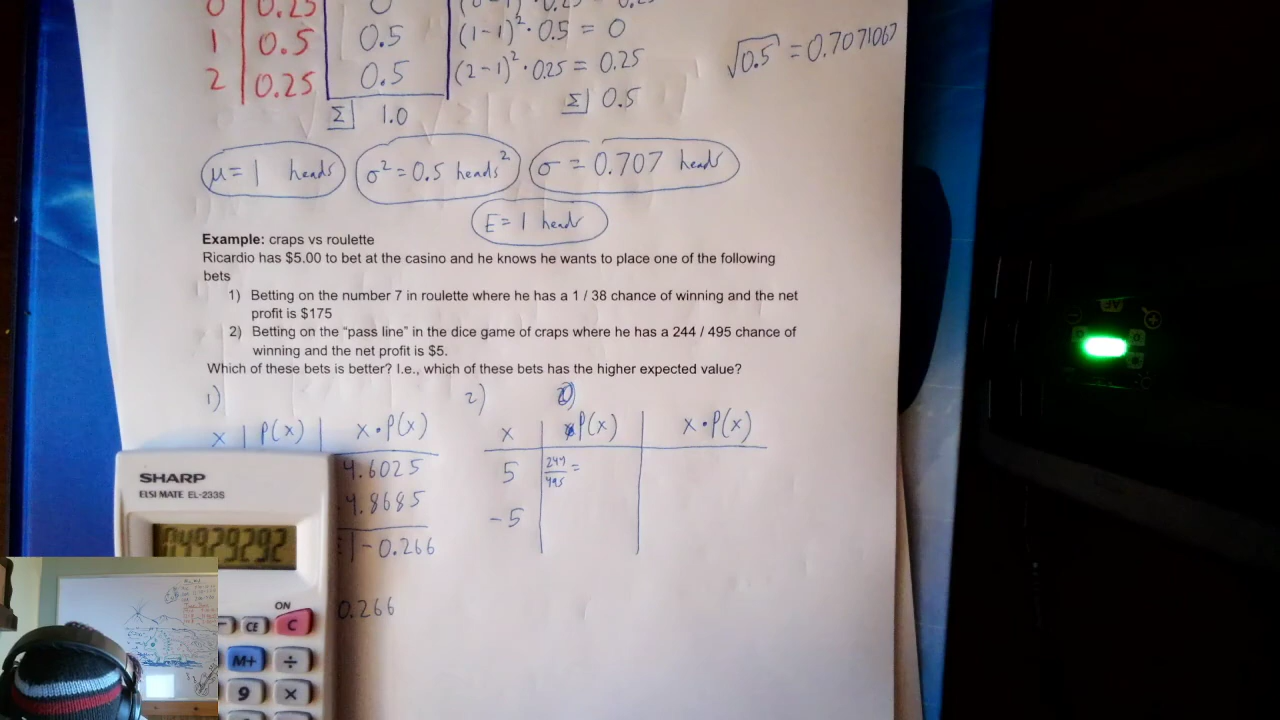 0 | 0.25 | 0
1 | 0.5 | 0.5 | (1-1)²·0.5 = 0
2 | 0.25 | 0.5 | (2-1)²·0.25 = 0.25
√0.5 = 0.7071067
Σ| 1.0
Σ| 0.5
μ = 1 heads
σ² = 0.5 heads²
σ = 0.707 heads
E = 1 heads
Example: craps vs roulette
Ricardio has $5.00 to bet at the casino and he knows he wants to place one of the following
bets
1) Betting on the number 7 in roulette where he has a 1 / 38 chance of winning and the net
profit is $175
2) Betting on the “pass line” in the dice game of craps where he has a 244 / 495 chance of
winning and the net profit is $5.
Which of these bets is better? I.e., which of these bets has the higher expected value?
1)
x | P(x) | x·P(x)
4.6025
4.8685
-0.266
0.266
2)
x | P(x) | x·P(x)
5 | 244/495 =
-5
SHARP
ELSI MATE EL-233S
0.4929292
ON
CE
C
M+
÷
9
×